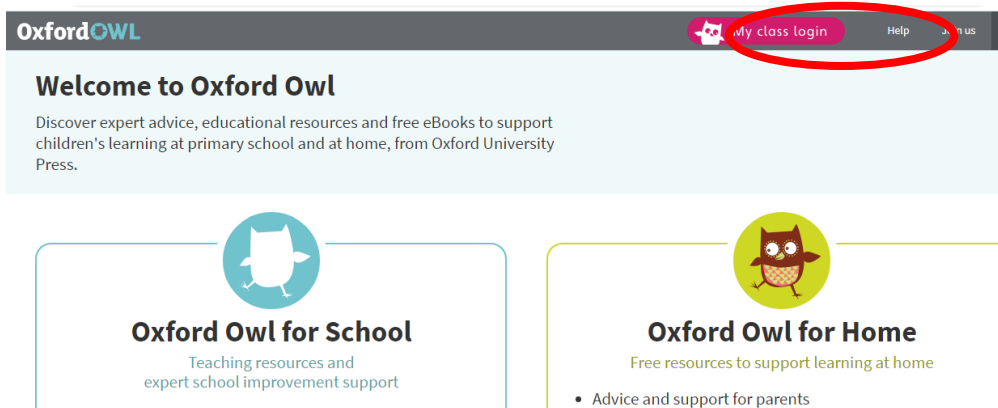 OxfordOWL
My class login
Help
Join us
Welcome to Oxford Owl
Discover expert advice, educational resources and free eBooks to support
children's learning at primary school and at home, from Oxford University
Press.
Oxford Owl for School
Teaching resources and
expert school improvement support
Oxford Owl for Home
Free resources to support learning at home
• Advice and support for parents